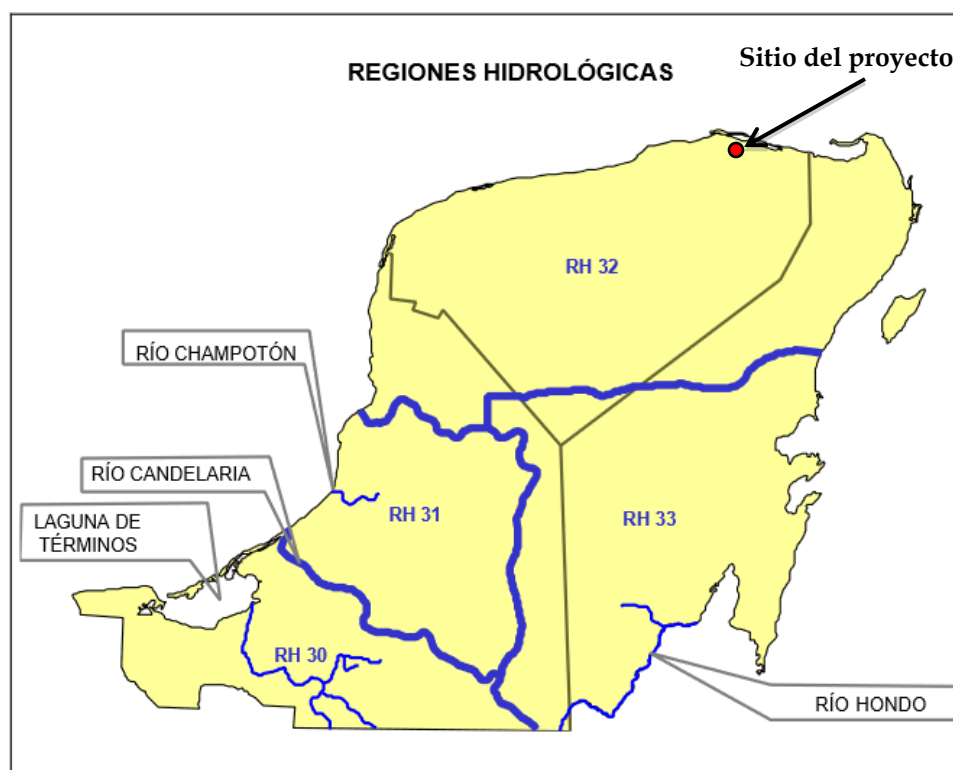 Sitio del proyecto
REGIONES HIDROLÓGICAS
RH 32
RÍO CHAMPOTÓN
RÍO CANDELARIA
LAGUNA DE
TÉRMINOS
RH 31
RH 33
RH 30
RÍO HONDO